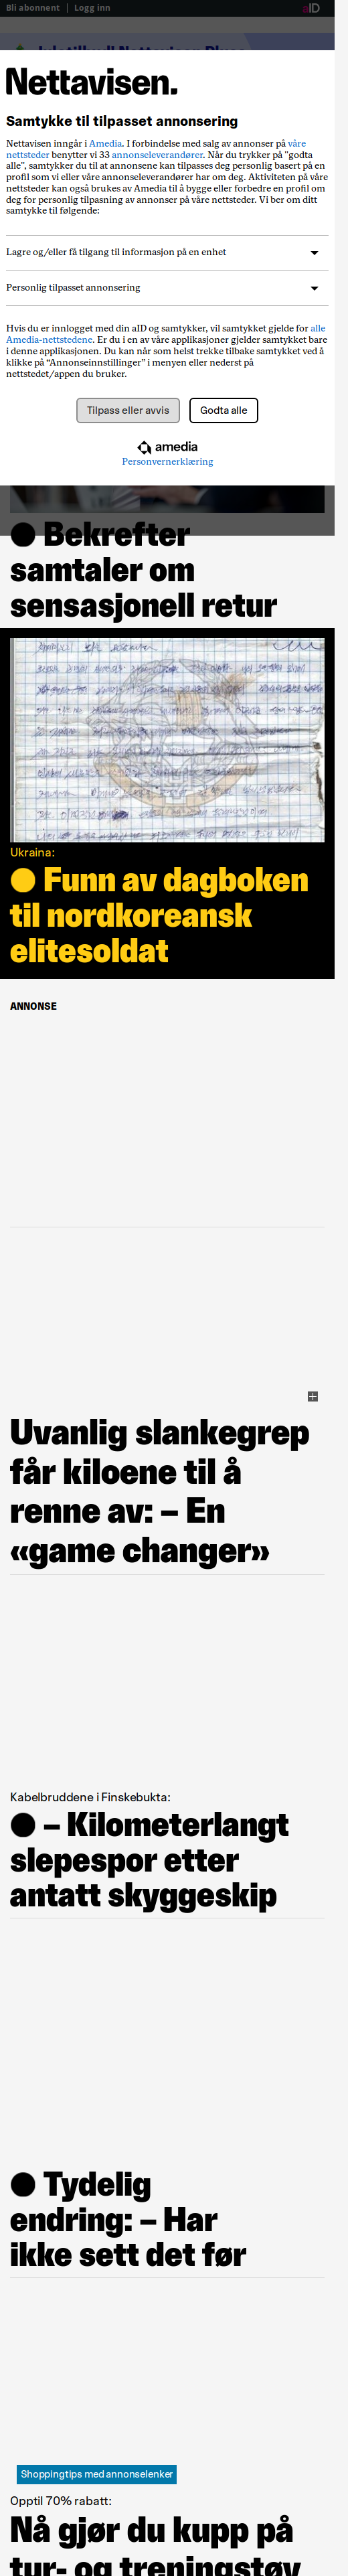 Bli abonnent | Logg inn
aID
Nettavisen.
Samtykke til tilpasset annonsering
Nettavisen inngår i Amedia. I forbindelse med salg av annonser på våre
nettsteder benytter vi 33 annonseleverandører. Når du trykker på "godta
alle", samtykker du til at annonsene kan tilpasses deg personlig basert på en
profil som vi eller våre annonseleverandører har om deg. Aktiviteten på våre
nettsteder kan også brukes av Amedia til å bygge eller forbedre en profil om
deg for personlig tilpasning av annonser på våre nettsteder. Vi ber om ditt
samtykke til følgende:
Lagre og/eller få tilgang til informasjon på en enhet
Personlig tilpasset annonsering
Hvis du er innlogget med din aID og samtykker, vil samtykket gjelde for alle
Amedia-nettstedene. Er du i en av våre applikasjoner gjelder samtykket bare
i denne applikasjonen. Du kan når som helst trekke tilbake samtykket ved å
klikke på “Annonseinnstillinger” i menyen eller nederst på
nettstedet/appen du bruker.
Tilpass eller avvis
Godta alle
amedia
Personvernerklæring
Bekrefter
samtaler om
sensasjonell retur
Ukraina:
Funn av dagboken
til nordkoreansk
elitesoldat
ANNONSE
Uvanlig slankegrep
får kiloene til å
renne av: – En
«game changer»
Kabelbruddene i Finskebukta:
– Kilometerlangt
slepespor etter
antatt skyggeskip
Tydelig
endring: – Har
ikke sett det før
Shoppingtips med annonselenker
Opptil 70% rabatt:
Nå gjør du kupp på
tur- og treningstøy